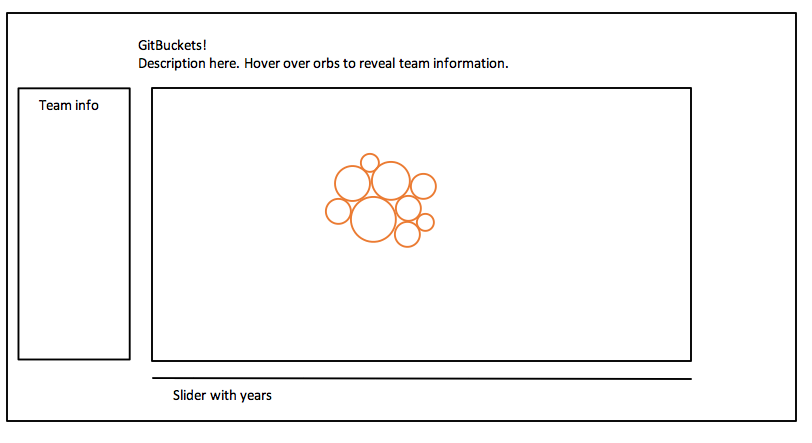 GitBuckets!
Description here. Hover over orbs to reveal team information.
Team info
Slider with years